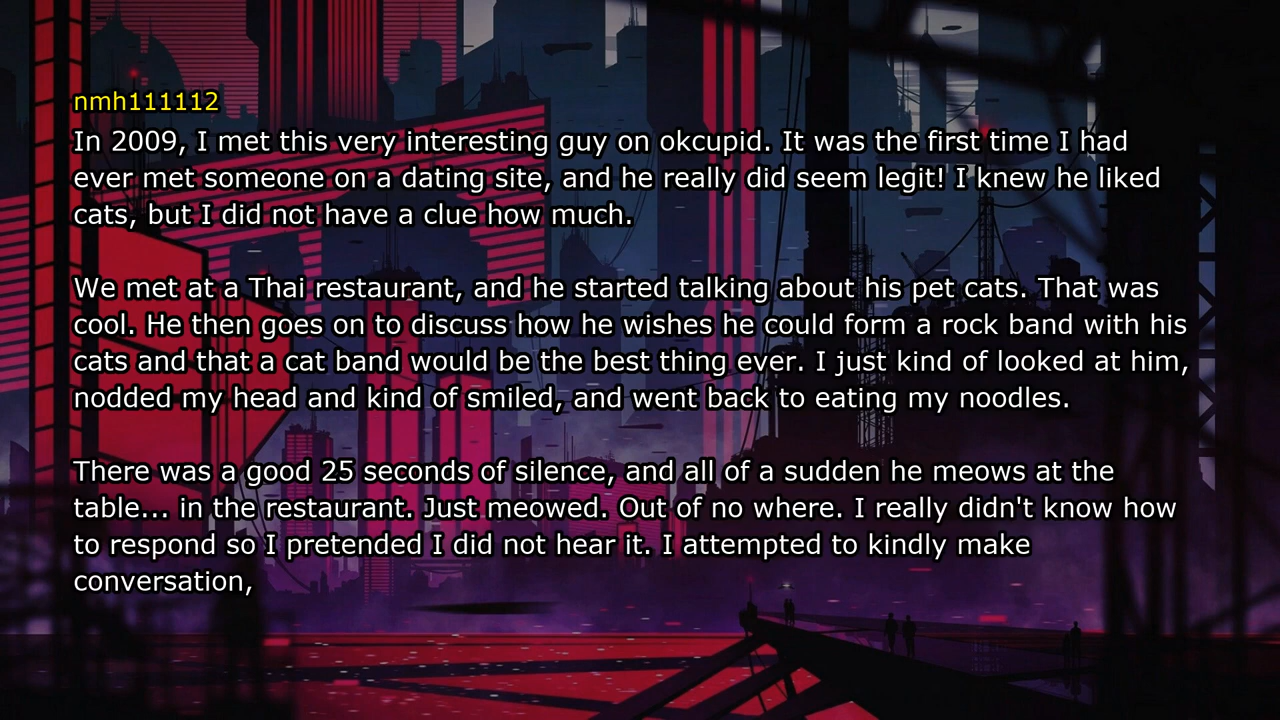 nmh111112
In 2009, I met this very interesting guy on okcupid. It was the first time I had
ever met someone on a dating site, and he really did seem legit! I knew he liked
cats, but I did not have a clue how much.
We met at a Thai restaurant, and he started talking about his pet cats. That was
cool. He then goes on to discuss how he wishes he could form a rock band with his
cats and that a cat band would be the best thing ever. I just kind of looked at him,
nodded my head and kind of smiled, and went back to eating my noodles.
There was a good 25 seconds of silence, and all of a sudden he meows at the
table... in the restaurant. Just meowed. Out of no where. I really didn't know how
to respond so I pretended I did not hear it. I attempted to kindly make
conversation,